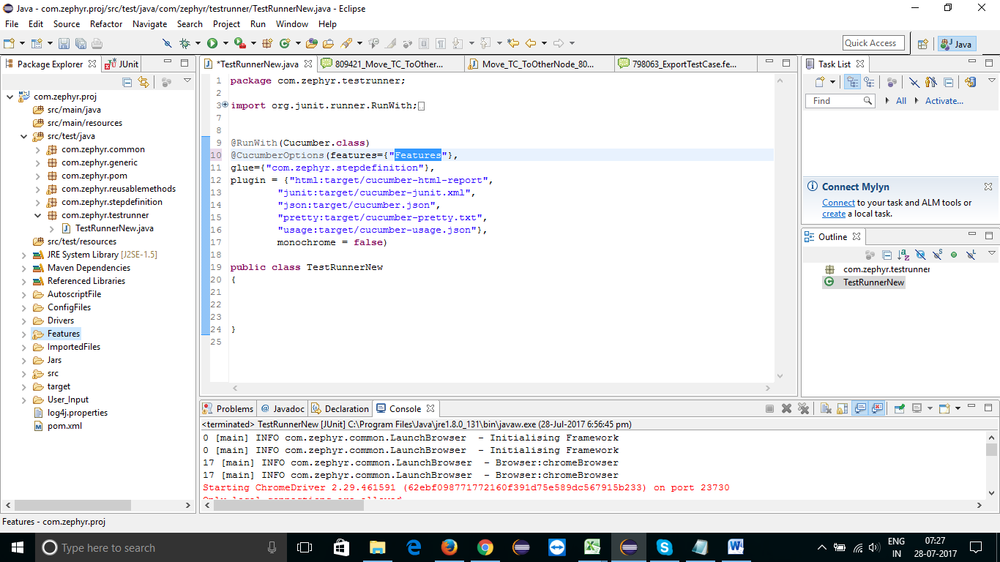 Java - com.zephyr.proj/src/test/java/com/zephyr/testrunner/TestRunnerNew.java - Eclipse
File Edit Source Refactor Navigate Search Project Run Window Help
Quick Access
Java
Package Explorer
JUnit
com.zephyr.proj
src/main/java
src/main/resources
src/test/java
com.zephyr.common
com.zephyr.generic
com.zephyr.pom
com.zephyr.reusablemethods
com.zephyr.stepdefinition
com.zephyr.testrunner
TestRunnerNew.java
src/test/resources
JRE System Library [J2SE-1.5]
Maven Dependencies
Referenced Libraries
AutoscriptFile
ConfigFiles
Drivers
Features
ImportedFiles
Jars
src
target
User_Input
log4j.properties
pom.xml
*TestRunnerNew.java
809421_Move_TC_ToOther...
Move_TC_ToOtherNode_80...
798063_ExportTestCase.fe...
1 package com.zephyr.testrunner;
2
3 import org.junit.runner.RunWith;
7
8
9 @RunWith(Cucumber.class)
10 @CucumberOptions(features={"Features"},
11 glue={"com.zephyr.stepdefinition"},
12 plugin = {"html:target/cucumber-html-report",
13 "junit:target/cucumber-junit.xml",
14 "json:target/cucumber.json",
15 "pretty:target/cucumber-pretty.txt",
16 "usage:target/cucumber-usage.json"},
17 monochrome = false)
18
19 public class TestRunnerNew
20 {
21
22
23
24 }
25
Task List
Find
All
Activate...
Connect Mylyn
Connect to your task and ALM tools or
create a local task.
Outline
com.zephyr.testrunner
TestRunnerNew
Problems
@ Javadoc
Declaration
Console
<terminated> TestRunnerNew [JUnit] C:\Program Files\Java\jre1.8.0_131\bin\javaw.exe (28-Jul-2017 6:56:45 pm)
0 [main] INFO com.zephyr.common.LaunchBrowser - Initialising Framework
0 [main] INFO com.zephyr.common.LaunchBrowser - Initialising Framework
17 [main] INFO com.zephyr.common.LaunchBrowser - Browser:chromeBrowser
17 [main] INFO com.zephyr.common.LaunchBrowser - Browser:chromeBrowser
Starting ChromeDriver 2.29.461591 (62ebf098771772160f391d75e589dc567915b233) on port 23730
Only local connections are allowed
Features - com.zephyr.proj
Type here to search
ENG
IN
07:27
28-07-2017